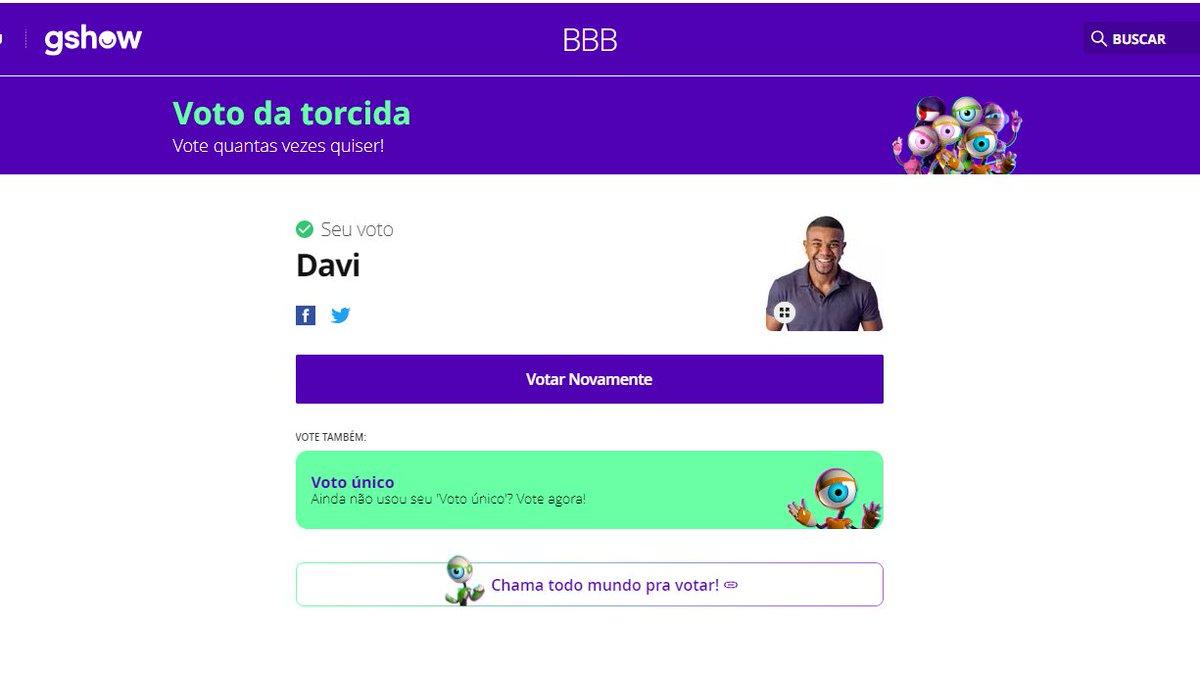 gshow
BBB
BUSCAR
Voto da torcida
Vote quantas vezes quiser!
Seu voto
Davi
Votar Novamente
VOTE TAMBÉM:
Voto único
Ainda não usou seu 'Voto único'? Vote agora!
Chama todo mundo pra votar!